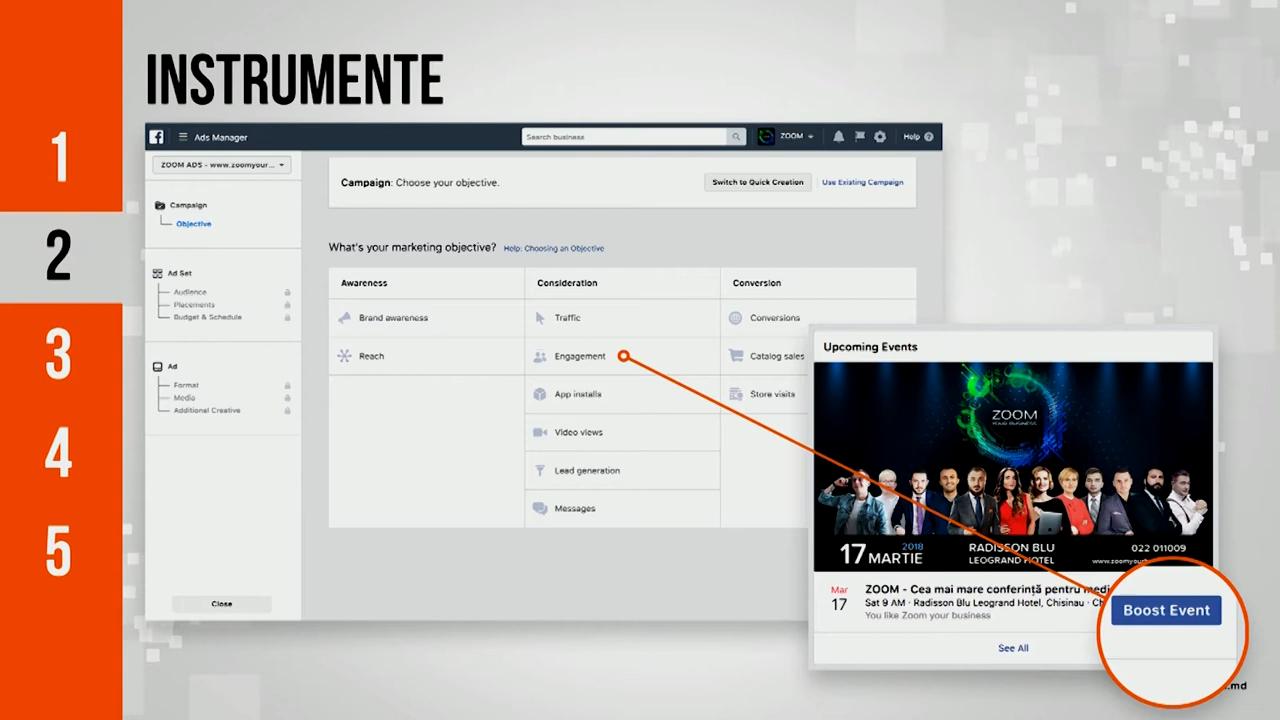 INSTRUMENTE
1
2
3
4
5
Ads Manager
Search business
ZOOM
Help
ZOOM ADS - www.zoomyour...
Campaign
Objective
Ad Set
Audience
Placements
Budget & Schedule
Ad
Format
Media
Additional Creative
Close
Campaign: Choose your objective.
Switch to Quick Creation
Use Existing Campaign
What's your marketing objective? Help: Choosing an Objective
Awareness
Consideration
Conversion
Brand awareness
Traffic
Conversions
Reach
Engagement
Catalog sales
App installs
Store visits
Video views
Lead generation
Messages
Upcoming Events
ZOOM
YOUR BUSINESS
17 MARTIE 2018
RADISSON BLU
LEOGRAND HOTEL
022 011009
Mar
17
ZOOM - Cea mai mare conferință pentru
Sat 9 AM · Radisson Blu Leogrand Hotel, Chisinau ·
You like Zoom your business
See All
Boost Event
.md